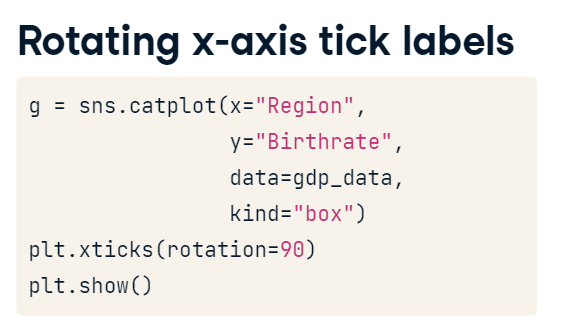 Rotating x-axis tick labels
g = sns.catplot(x="Region",
                y="Birthrate",
                data=gdp_data,
                kind="box")
plt.xticks(rotation=90)
plt.show()